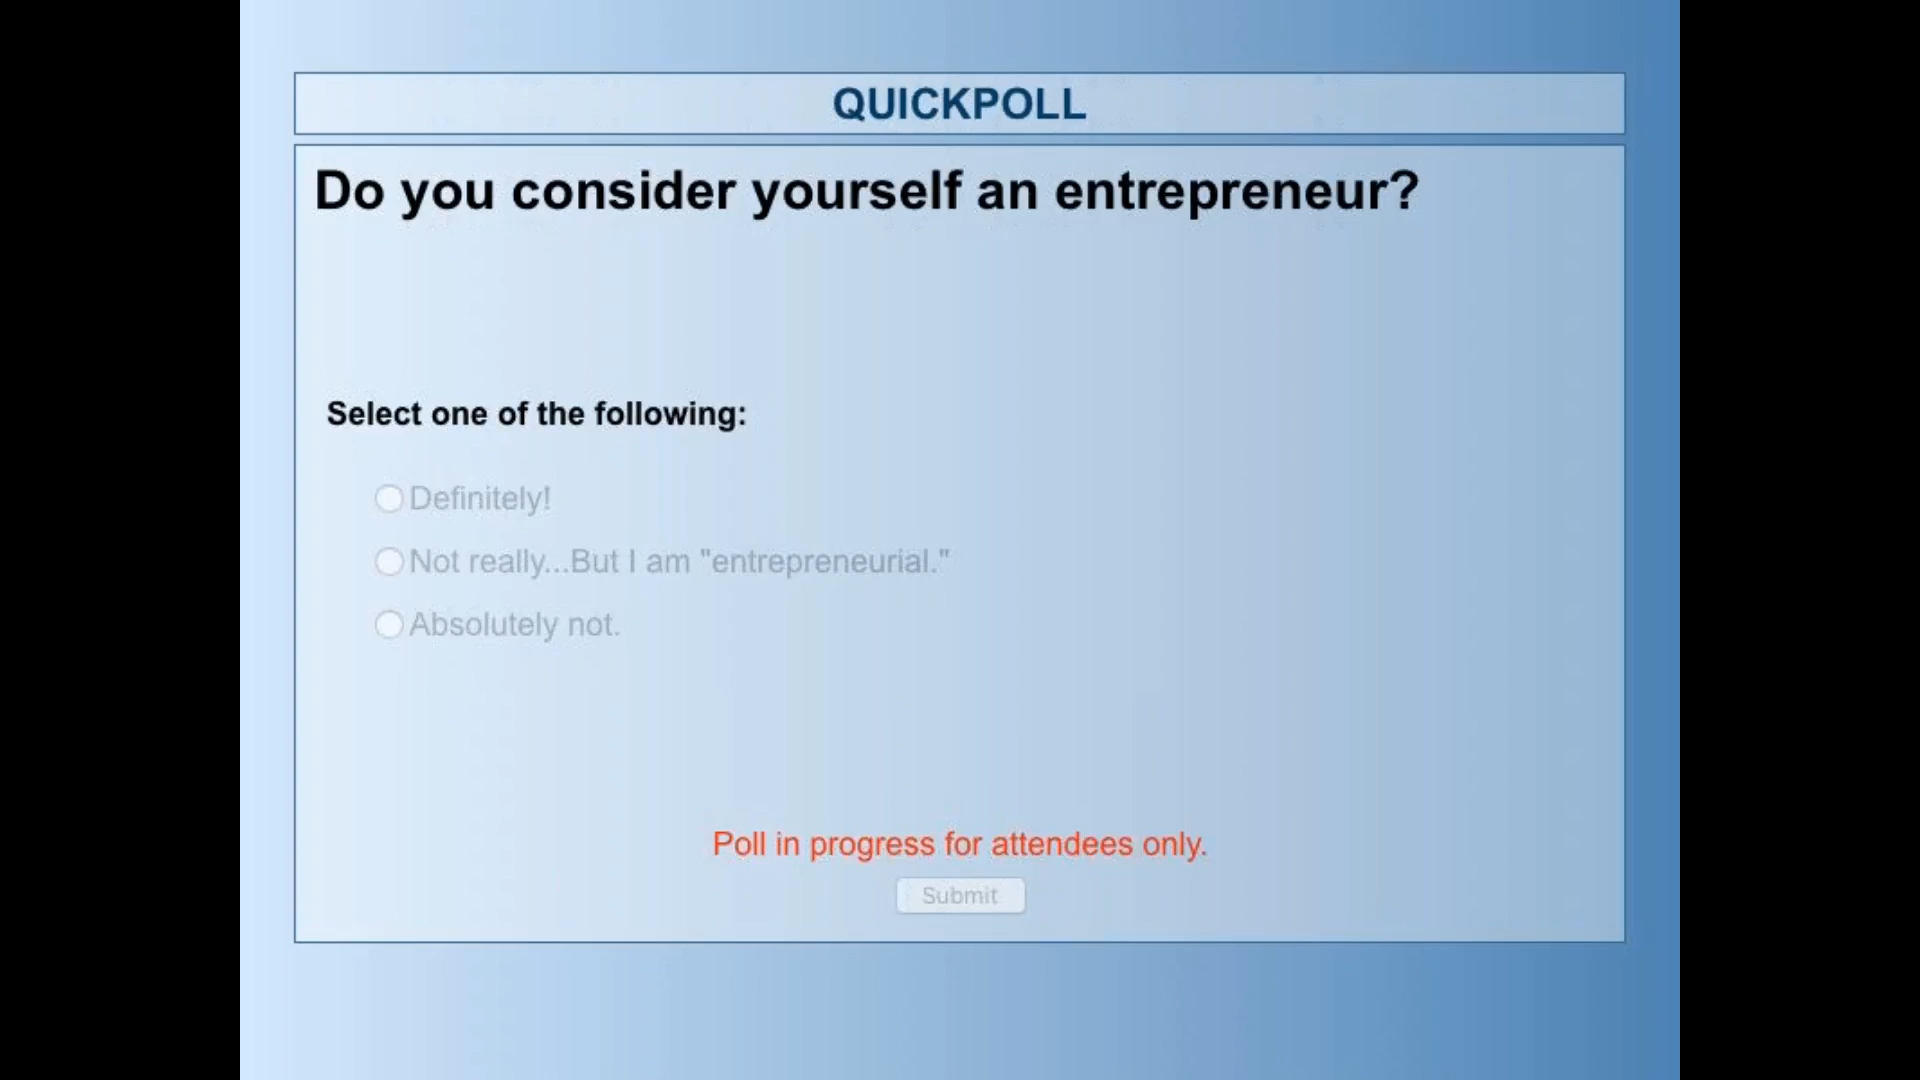 QUICKPOLL
Do you consider yourself an entrepreneur?
Select one of the following:
Definitely!
Not really...But I am "entrepreneurial."
Absolutely not.
Poll in progress for attendees only.
Submit